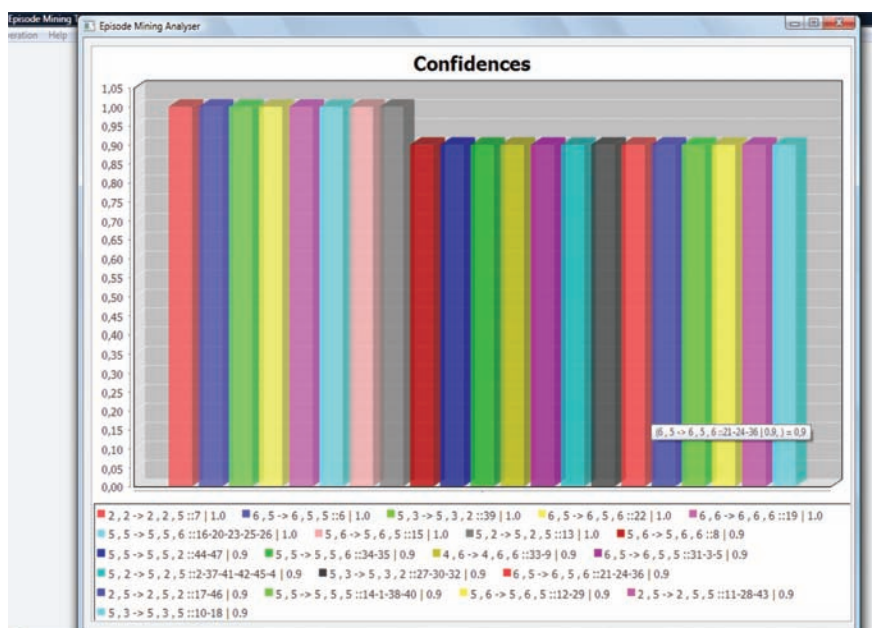 Episode Mining T
eration Help
Episode Mining Analyser
Confidences
1,05
1,00
0,95
0,90
0,85
0,80
0,75
0,70
0,65
0,60
0,55
0,50
0,45
0,40
0,35
0,30
0,25
0,20
0,15
0,10
0,05
0,00
(6 , 5 -> 6 , 5 , 6 ::21-24-36 | 0.9, ) = 0,9
2 , 2 -> 2 , 2 , 5 ::7 | 1.0 6 , 5 -> 6 , 5 , 5 ::6 | 1.0 5 , 3 -> 5 , 3 , 2 ::39 | 1.0 6 , 5 -> 6 , 5 , 6 ::22 | 1.0 6 , 6 -> 6 , 6 , 6 ::19 | 1.0
5 , 5 -> 5 , 5 , 6 ::16-20-23-25-26 | 1.0 5 , 6 -> 5 , 6 , 5 ::15 | 1.0 5 , 2 -> 5 , 2 , 5 ::13 | 1.0 5 , 6 -> 5 , 6 , 6 ::8 | 0.9
5 , 5 -> 5 , 5 , 2 ::44-47 | 0.9 5 , 5 -> 5 , 5 , 6 ::34-35 | 0.9 4 , 6 -> 4 , 6 , 6 ::33-9 | 0.9 6 , 5 -> 6 , 5 , 5 ::31-3-5 | 0.9
5 , 2 -> 5 , 2 , 5 ::2-37-41-42-45-4 | 0.9 5 , 3 -> 5 , 3 , 2 ::27-30-32 | 0.9 6 , 5 -> 6 , 5 , 6 ::21-24-36 | 0.9
2 , 5 -> 2 , 5 , 2 ::17-46 | 0.9 5 , 5 -> 5 , 5 , 5 ::14-1-38-40 | 0.9 5 , 6 -> 5 , 6 , 5 ::12-29 | 0.9 2 , 5 -> 2 , 5 , 5 ::11-28-43 | 0.9
5 , 3 -> 5 , 3 , 5 ::10-18 | 0.9